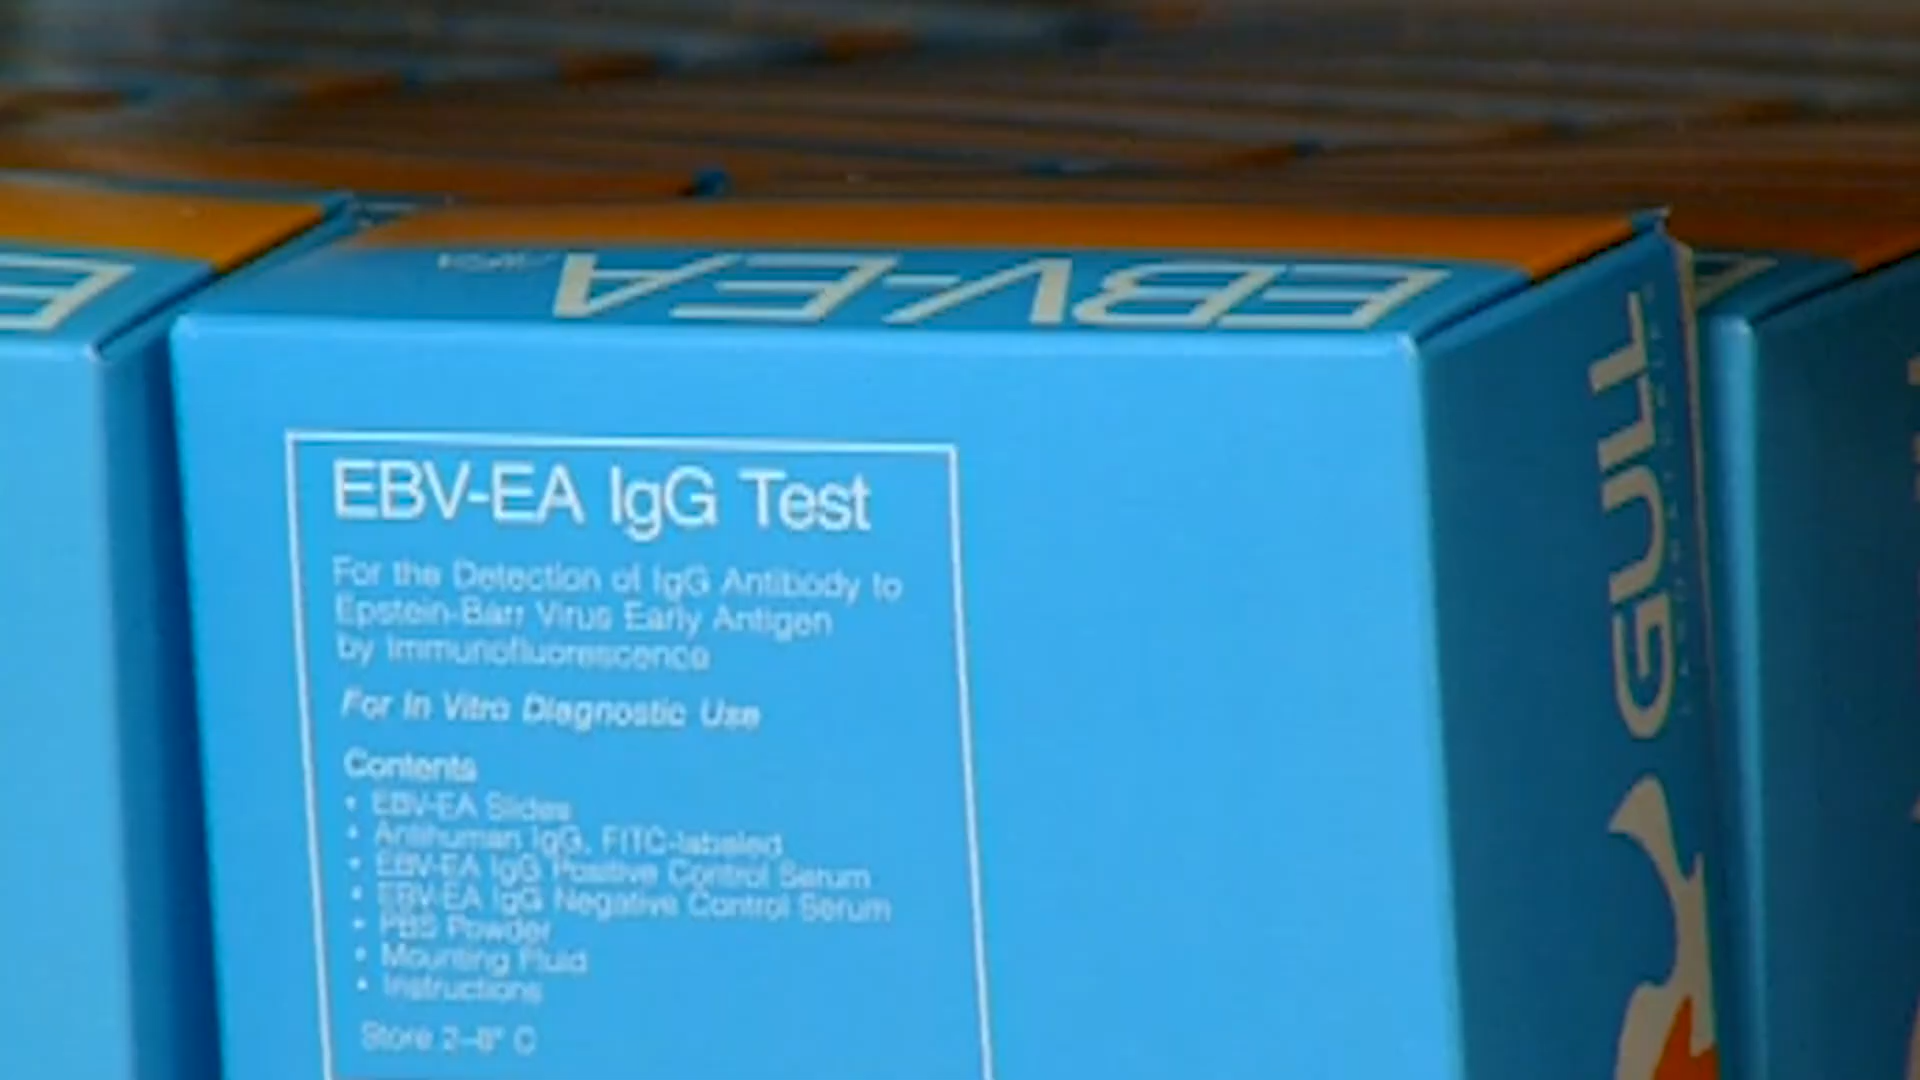 EBV-EA
EBV-EA IgG Test
For the Detection of IgG Antibody to
Epstein-Barr Virus Early Antigen
by Immunofluorescence
For In Vitro Diagnostic Use
Contents
• EBV-EA Slides
• Antihuman IgG, FITC-labeled
• EBV-EA IgG Positive Control Serum
• EBV-EA IgG Negative Control Serum
• PBS Powder
• Mounting Fluid
• Instructions
Store 2-8° C
GULL